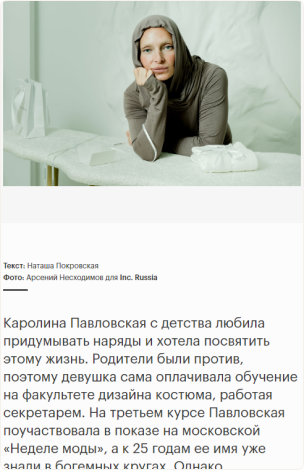 Текст: Наташа Покровская
Фото: Арсений Несходимов для Inc. Russia
Каролина Павловская с детства любила
придумывать наряды и хотела посвятить
этому жизнь. Родители были против,
поэтому девушка сама оплачивала обучение
на факультете дизайна костюма, работая
секретарем. На третьем курсе Павловская
поучаствовала в показе на московской
«Неделе моды», а к 25 годам ее имя уже
знали в богемных кругах. Однако